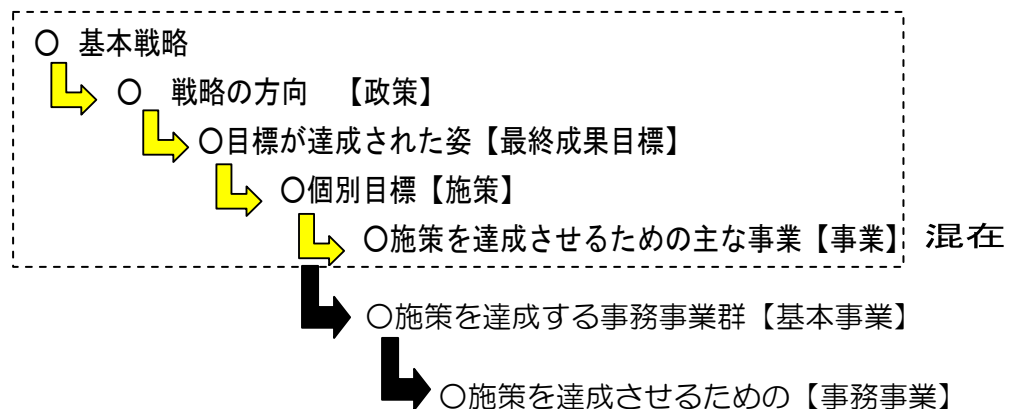 ○ 基本戦略
○ 戦略の方向 【政策】
○目標が達成された姿【最終成果目標】
○個別目標【施策】
○施策を達成させるための主な事業【事業】 混在
○施策を達成する事務事業群【基本事業】
○施策を達成させるための【事務事業】